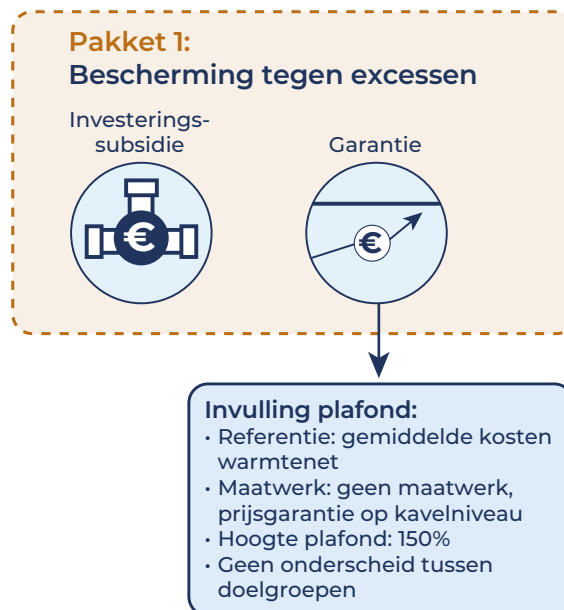 Pakket 1:
Bescherming tegen excessen
Investerings-
subsidie
Garantie
€
€
Invulling plafond:
· Referentie: gemiddelde kosten
warmtenet
· Maatwerk: geen maatwerk,
prijsgarantie op kavelniveau
· Hoogte plafond: 150%
· Geen onderscheid tussen
doelgroepen